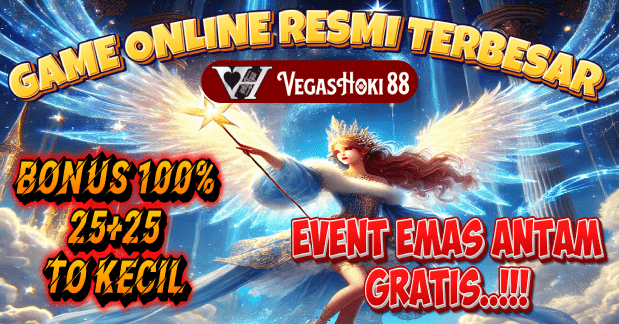 GAME ONLINE RESMI TERBESAR
VEGASHOKI 88
BONUS 100%
25+25
TO KECIL
EVENT EMAS ANTAM
GRATIS..!!!